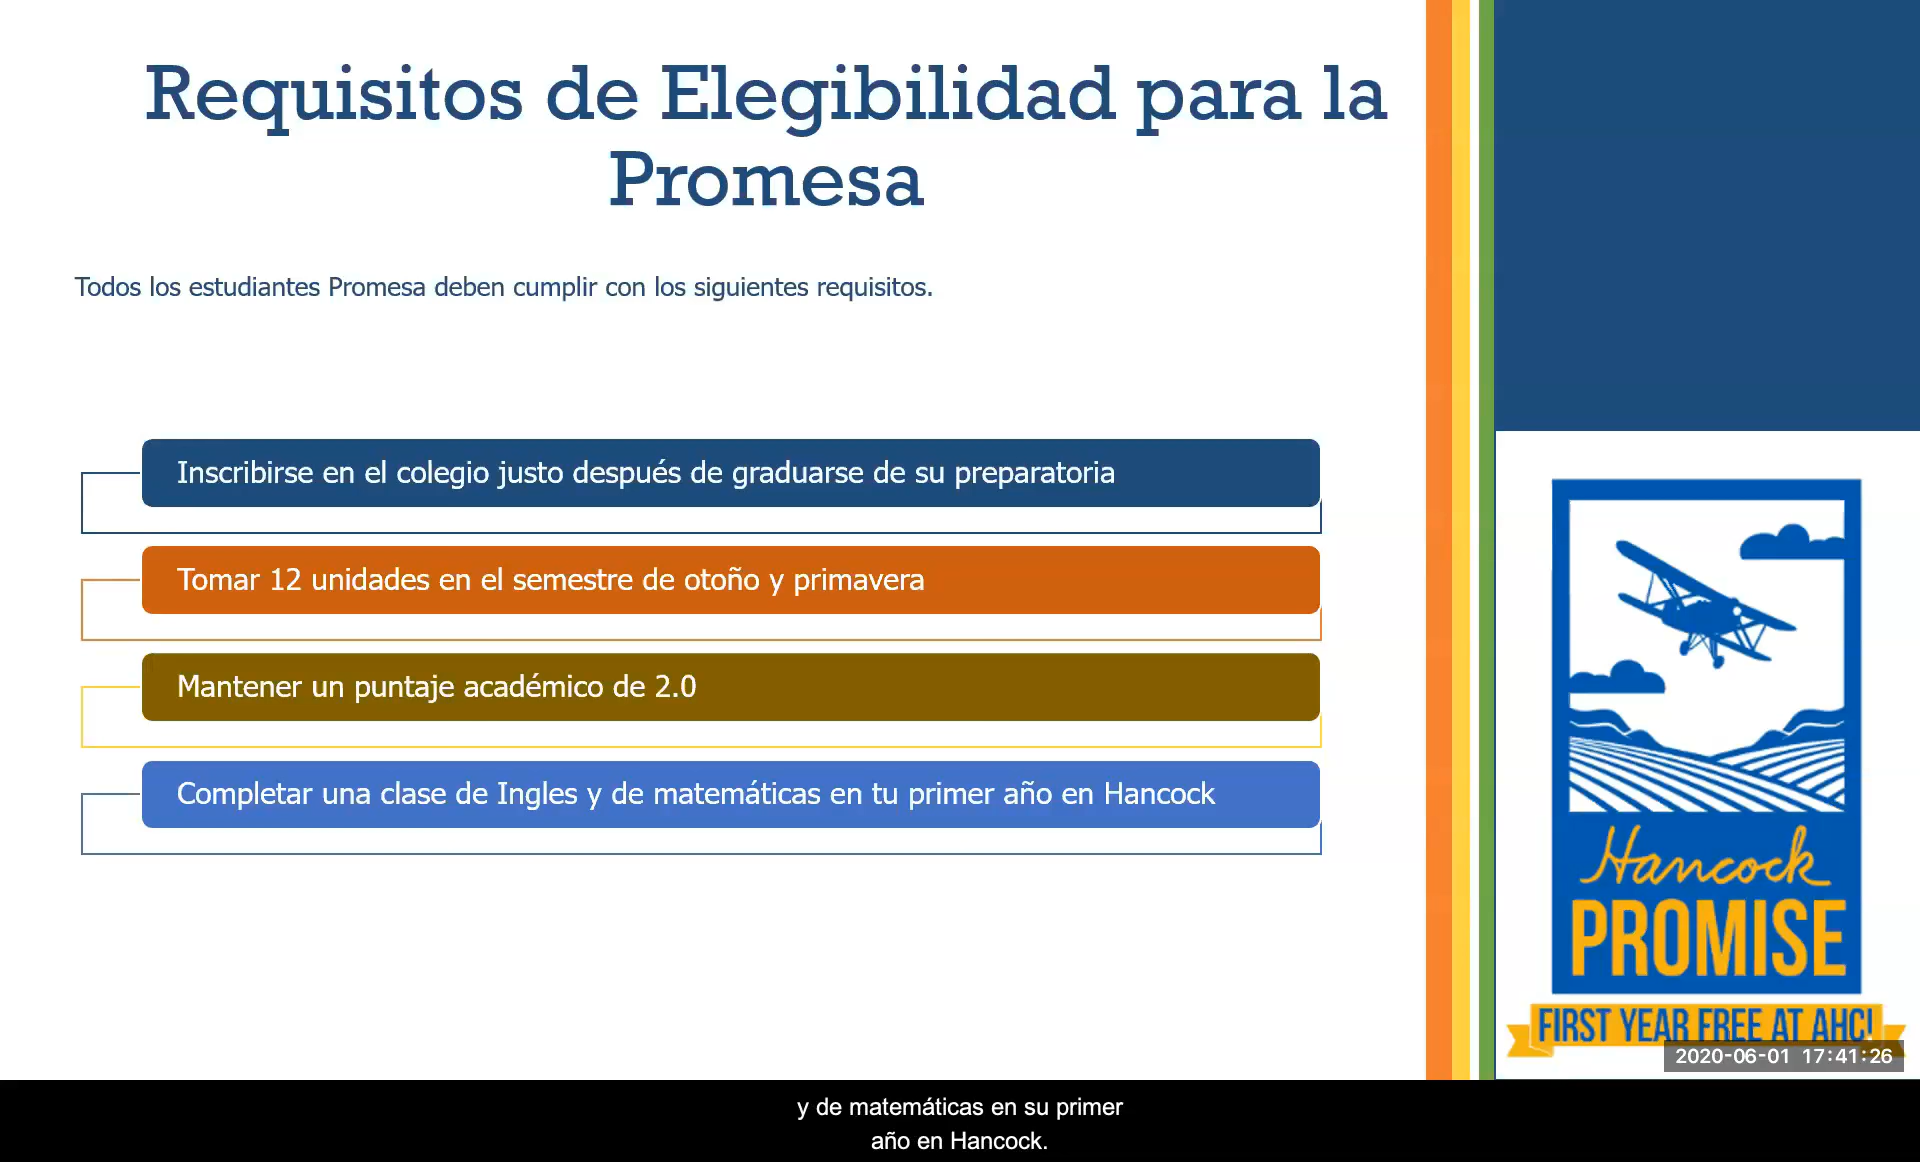 Requisitos de Elegibilidad para la
Promesa
Todos los estudiantes Promesa deben cumplir con los siguientes requisitos.
Inscribirse en el colegio justo después de graduarse de su preparatoria
Tomar 12 unidades en el semestre de otoño y primavera
Mantener un puntaje académico de 2.0
Completar una clase de Ingles y de matemáticas en tu primer año en Hancock
Hancock
PROMISE
FIRST YEAR FREE AT AHC!
2020-06-01 17:41:26
y de matemáticas en su primer
año en Hancock.